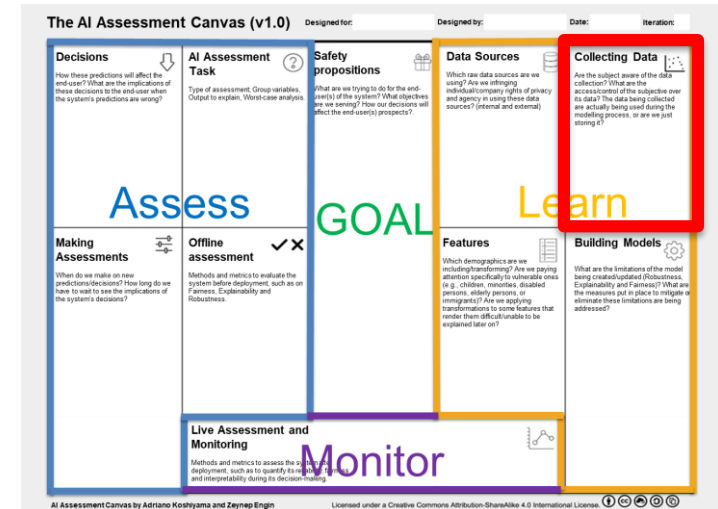 The AI Assessment Canvas (v1.0)
Designed for:
Designed by:
Date:
Iteration:
Decisions
How these predictions will affect the
end-user? What are the implications of
these decisions to the end-user when
the system's predictions are wrong?
AI Assessment
Task
Type of assessment, Group variables,
Output to explain, Worst-case analysis.
Safety
propositions
What are we trying to do for the end-
user(s) of the system? What objectives
are we serving? How our decisions will
affect the end-user(s) prospects?.
Data Sources
Which raw data sources are we
using? Are we infringing
individual/company rights of privacy
and agency in using these data
sources? (internal and external)
Collecting Data
Are the subject aware of the data
collection? What are the
access/control of the subjective over
its data? The data being collected
are actually being used during the
modelling process, or are we just
storing it?
Assess
GOAL
Learn
Making
Assessments
When do we make on new
predictions/decisions? How long do we
have to wait to see the implications of
the system's decisions?
Offline
assessment
Methods and metrics to evaluate the
system before deployment, such as on
Fairness, Explainability and
Robustness.
Features
Which demographics are we
including/transforming? Are we paying
attention specifically to vulnerable ones
(e.g., children, minorities, disabled
persons, elderly persons, or
immigrants)? Are we applying
transformations to some features that
render them difficult/unable to be
explained later on?
Building Models
What are the limitations of the model
being created/updated (Robustness,
Explainability and Fairness)? What are
the measures put in place to mitigate o
eliminate these limitations are being
addressed?
Live Assessment and
Monitoring
Methods and metrics to assess the
deployment, such as to quantify its
and interpretability during its decision-making.
Monitor
AI Assessment Canvas by Adriano Koshiyama and Zeynep Engin
Licensed under a Creative Commons Attribution-ShareAlike 4.0 International License.